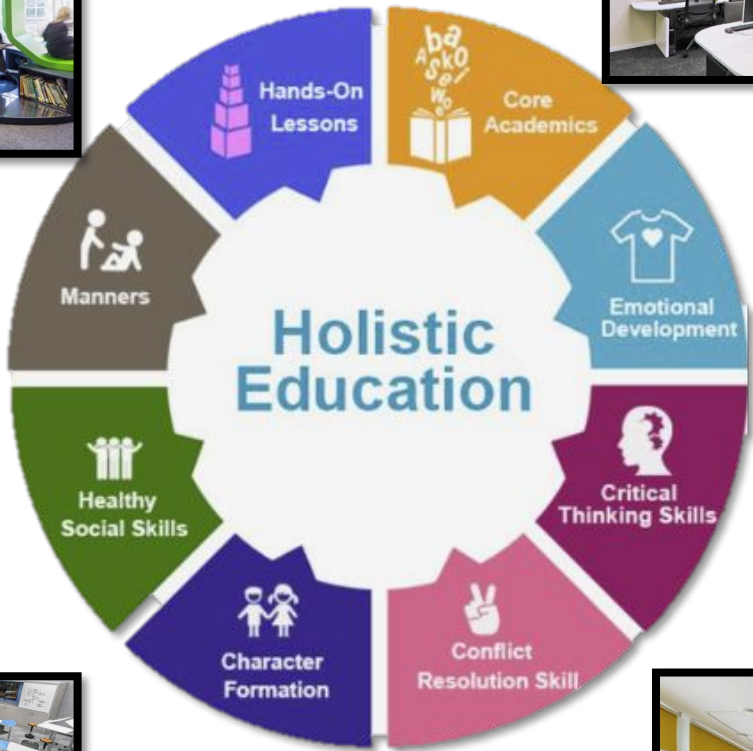 Hands-On
Lessons
Core
Academics
Emotional
Development
Critical
Thinking Skills
Conflict
Resolution Skill
Character
Formation
Healthy
Social Skills
Manners
Holistic
Education